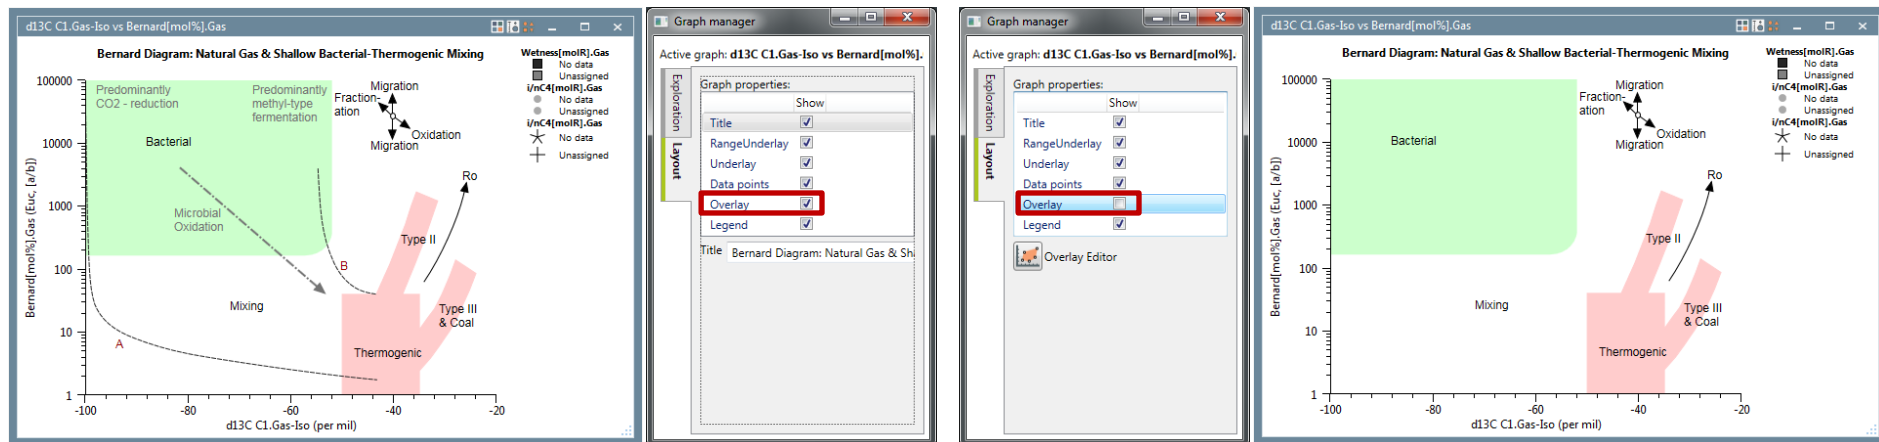 d13C C1.Gas-Iso vs Bernard[mol%].Gas
Bernard Diagram: Natural Gas & Shallow Bacterial-Thermogenic Mixing
Wetness[molR].Gas
No data
Unassigned
i/nC4[molR].Gas
No data
Unassigned
i/nC4[molR].Gas
No data
Unassigned
100000
10000
1000
100
10
1
Bernard[mol%].Gas (Euc, [a/b])
Predominantly
CO2 - reduction
Predominantly
methyl-type
fermentation
Bacterial
Migration
Fraction-
ation
Oxidation
Migration
Ro
Microbial
Oxidation
Type II
B
Mixing
Type III
& Coal
A
Thermogenic
-100
-80
-60
-40
-20
d13C C1.Gas-Iso (per mil)
Graph manager
Active graph: d13C C1.Gas-Iso vs Bernard[mol%].
Exploration
Layout
Graph properties:
Show
Title
RangeUnderlay
Underlay
Data points
Overlay
Legend
Title Bernard Diagram: Natural Gas & Sh
Graph manager
Active graph: d13C C1.Gas-Iso vs Bernard[mol%].
Exploration
Layout
Graph properties:
Show
Title
RangeUnderlay
Underlay
Data points
Overlay
Legend
Overlay Editor
d13C C1.Gas-Iso vs Bernard[mol%].Gas
Bernard Diagram: Natural Gas & Shallow Bacterial-Thermogenic Mixing
Wetness[molR].Gas
No data
Unassigned
i/nC4[molR].Gas
No data
Unassigned
i/nC4[molR].Gas
No data
Unassigned
100000
10000
1000
100
10
1
Bernard[mol%].Gas (Euc, [a/b])
Bacterial
Migration
Fraction-
ation
Oxidation
Migration
Ro
Type II
Mixing
Type III
& Coal
Thermogenic
-100
-80
-60
-40
-20
d13C C1.Gas-Iso (per mil)